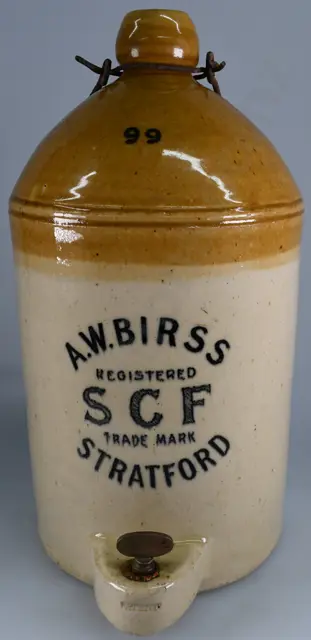 99
A.W.BIRSS
REGISTERED
SCF
TRADE MARK
STRATFORD